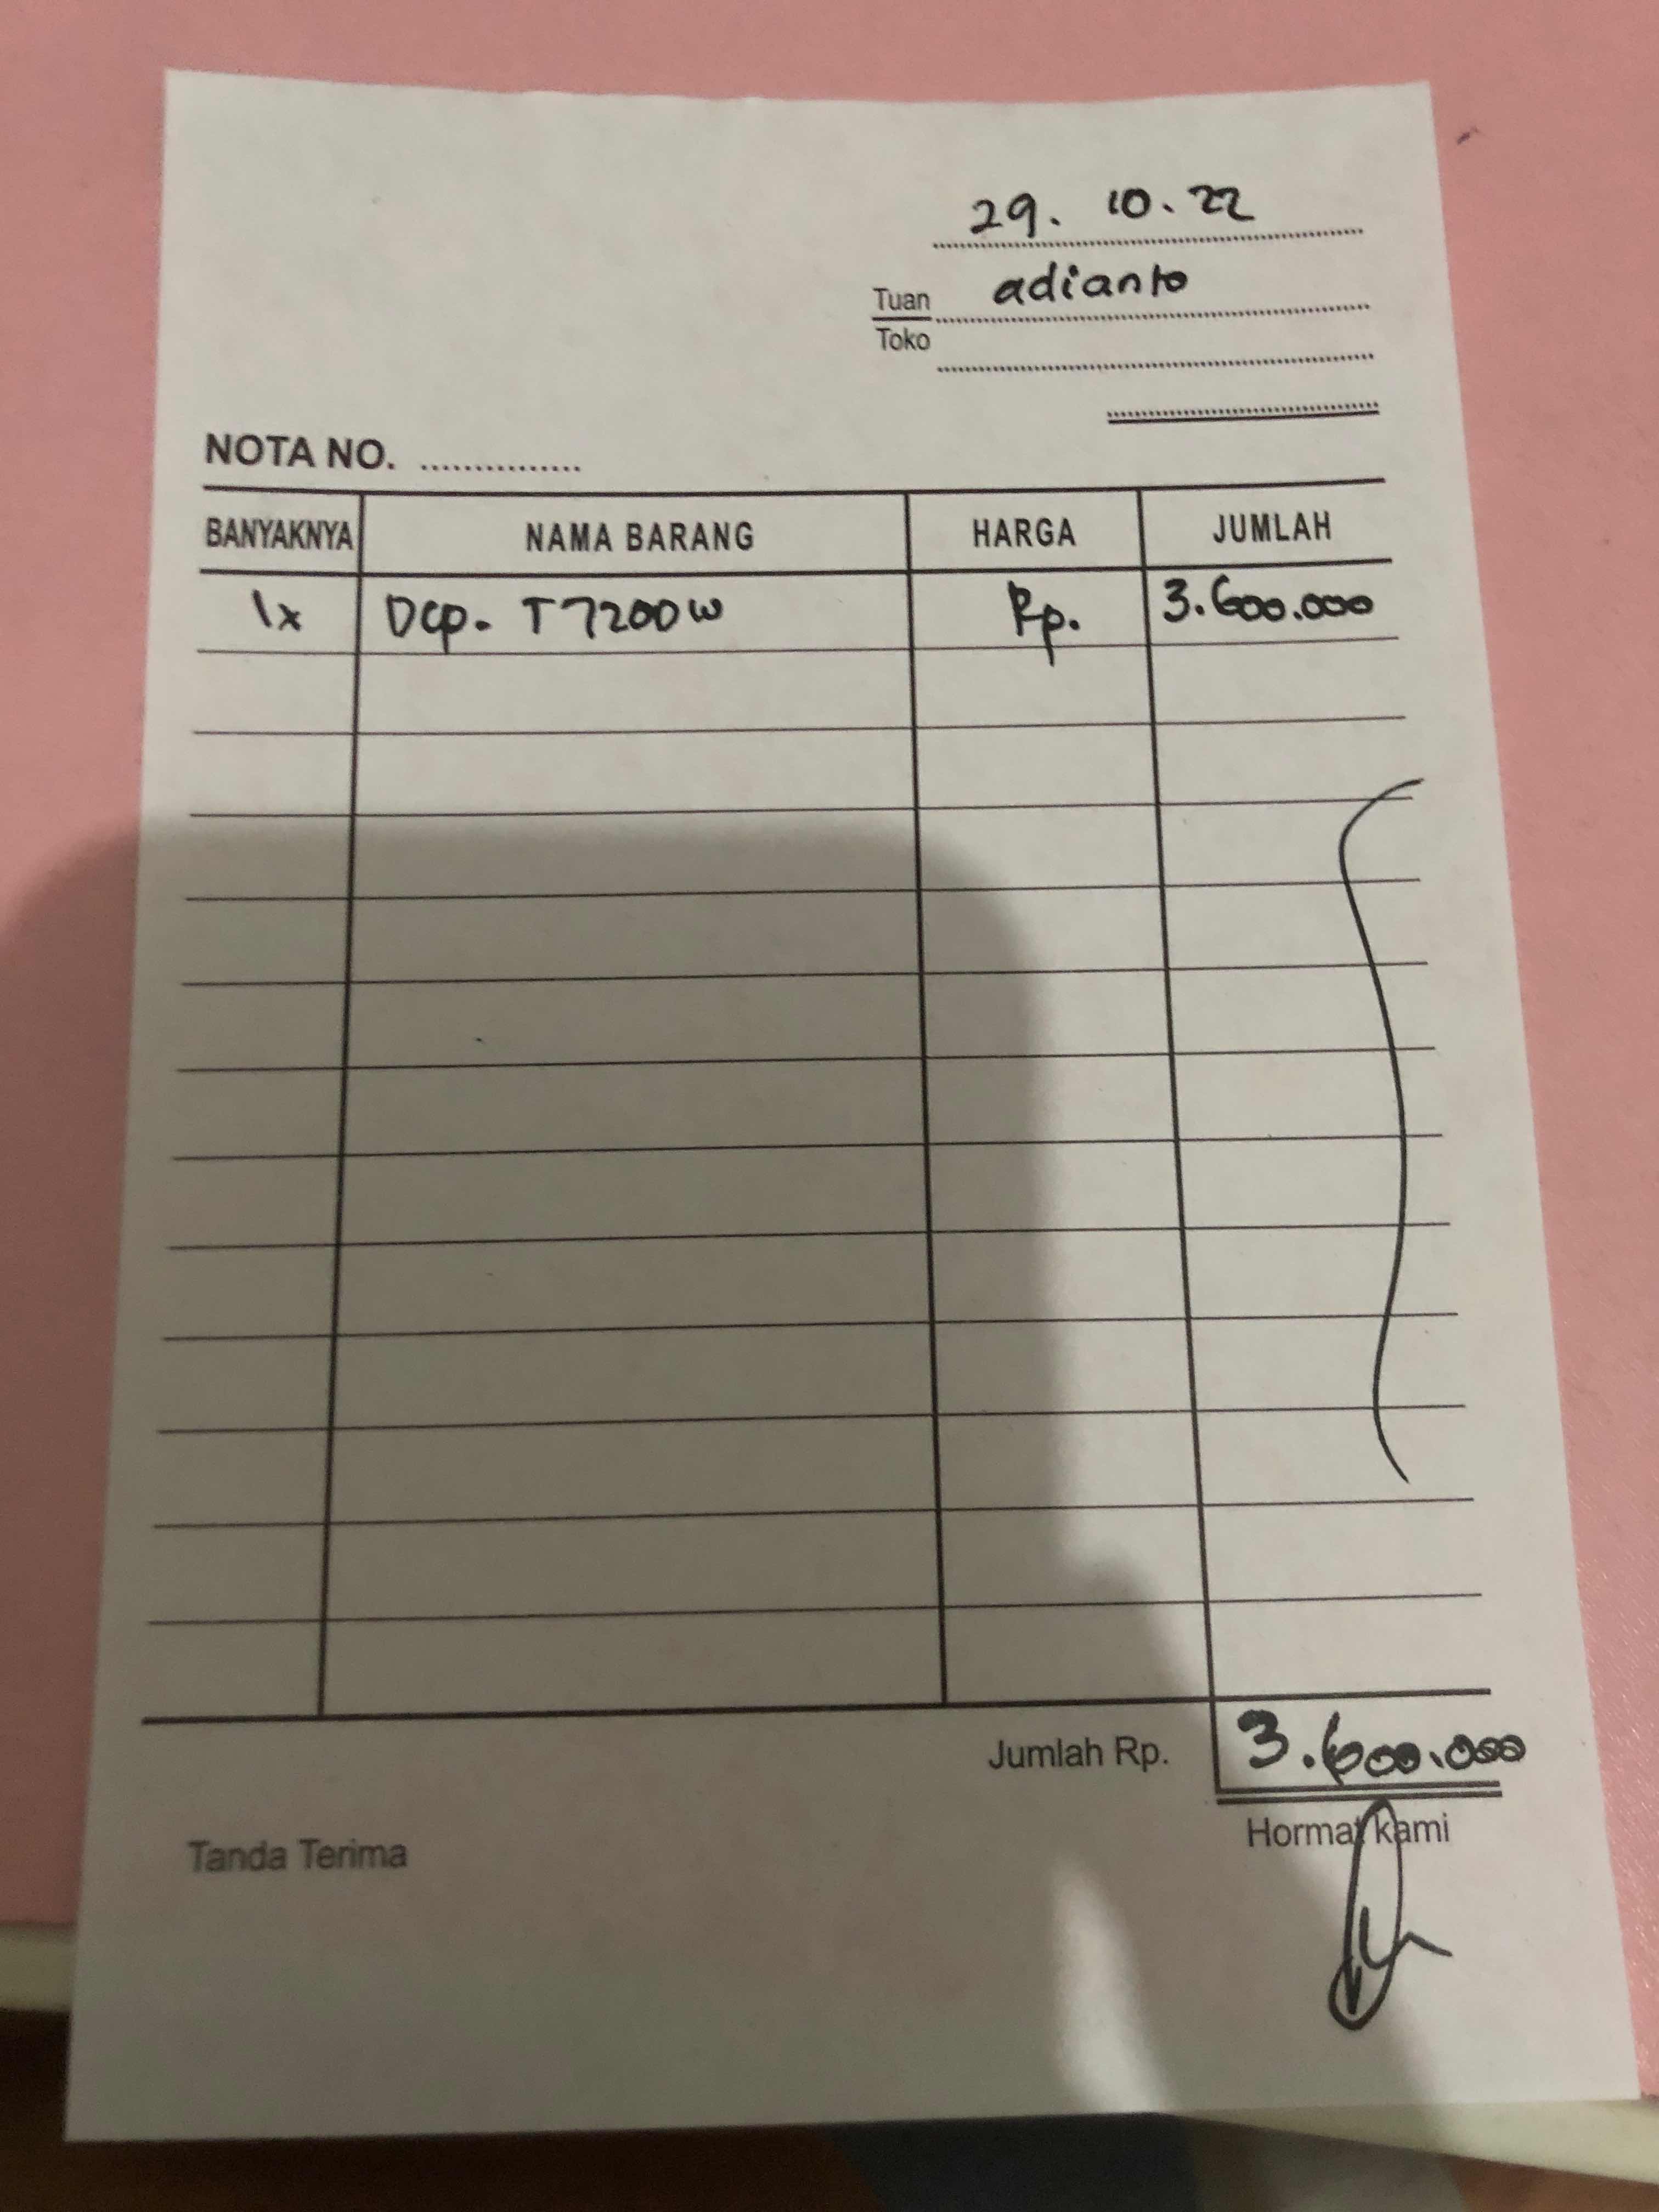 29. 10. 22
Tuan adianto
Toko
NOTA NO. ...............
BANYAKNYA NAMA BARANG HARGA JUMLAH
1x Dcp. T7200w Rp. 3.600.000
Jumlah Rp. 3.600.000
Tanda Terima Hormat kami